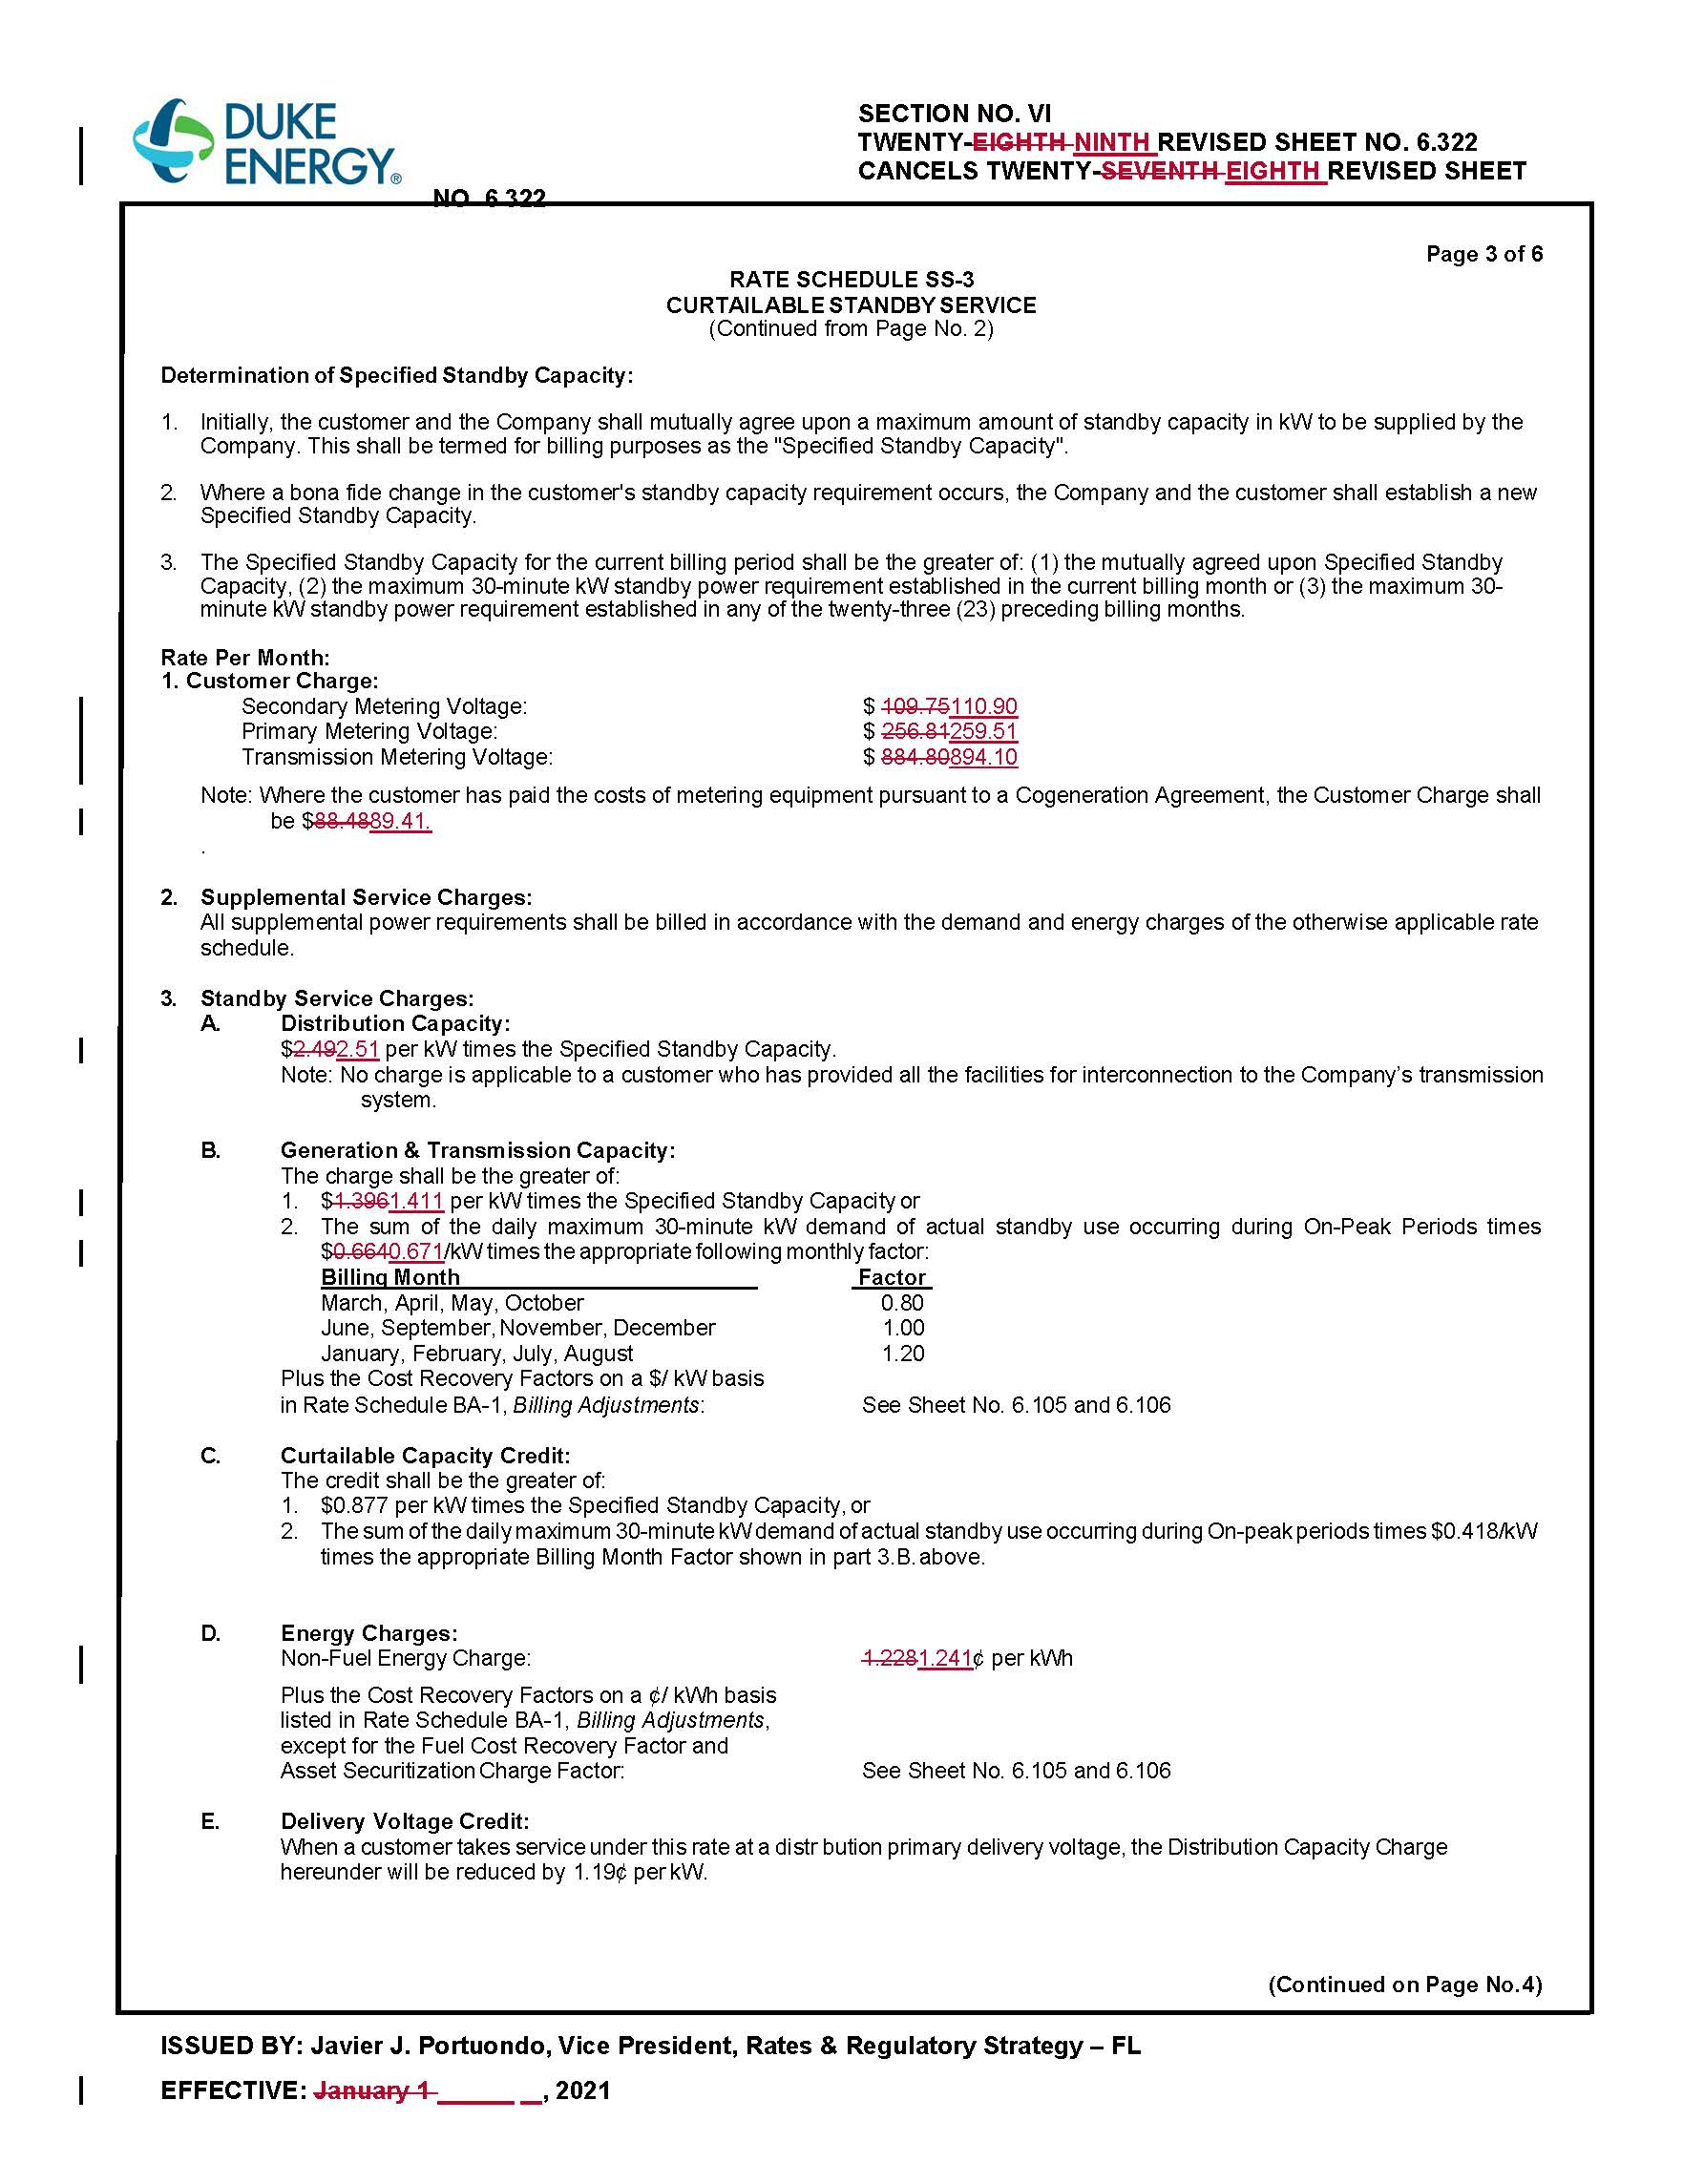 DUKE
ENERGY®
SECTION NO. VI
TWENTY-EIGHTH NINTH REVISED SHEET NO. 6.322
CANCELS TWENTY-SEVENTH EIGHTH REVISED SHEET
NO. 6.322
Page 3 of 6
RATE SCHEDULE SS-3
CURTAILABLE STANDBY SERVICE
(Continued from Page No. 2)
Determination of Specified Standby Capacity:
1. Initially, the customer and the Company shall mutually agree upon a maximum amount of standby capacity in kW to be supplied by the
Company. This shall be termed for billing purposes as the "Specified Standby Capacity".
2. Where a bona fide change in the customer's standby capacity requirement occurs, the Company and the customer shall establish a new
Specified Standby Capacity.
3. The Specified Standby Capacity for the current billing period shall be the greater of: (1) the mutually agreed upon Specified Standby
Capacity, (2) the maximum 30-minute kW standby power requirement established in the current billing month or (3) the maximum 30-
minute kW standby power requirement established in any of the twenty-three (23) preceding billing months.
Rate Per Month:
1. Customer Charge:
Secondary Metering Voltage: $ 109.75110.90
Primary Metering Voltage: $ 256.81259.51
Transmission Metering Voltage: $ 884.80894.10
Note: Where the customer has paid the costs of metering equipment pursuant to a Cogeneration Agreement, the Customer Charge shall
be $88.4889.41.
.
2. Supplemental Service Charges:
All supplemental power requirements shall be billed in accordance with the demand and energy charges of the otherwise applicable rate
schedule.
3. Standby Service Charges:
A. Distribution Capacity:
$2.492.51 per kW times the Specified Standby Capacity.
Note: No charge is applicable to a customer who has provided all the facilities for interconnection to the Company's transmission
system.
B. Generation & Transmission Capacity:
The charge shall be the greater of:
1. $1.3961.411 per kW times the Specified Standby Capacity or
2. The sum of the daily maximum 30-minute kW demand of actual standby use occurring during On-Peak Periods times
$0.6640.671/kW times the appropriate following monthly factor:
Billing Month Factor
March, April, May, October 0.80
June, September, November, December 1.00
January, February, July, August 1.20
Plus the Cost Recovery Factors on a $/ kW basis
in Rate Schedule BA-1, Billing Adjustments: See Sheet No. 6.105 and 6.106
C. Curtailable Capacity Credit:
The credit shall be the greater of:
1. $0.877 per kW times the Specified Standby Capacity, or
2. The sum of the daily maximum 30-minute kW demand of actual standby use occurring during On-peak periods times $0.418/kW
times the appropriate Billing Month Factor shown in part 3.B. above.
D. Energy Charges:
Non-Fuel Energy Charge: 1.2281.241¢ per kWh
Plus the Cost Recovery Factors on a ¢/ kWh basis
listed in Rate Schedule BA-1, Billing Adjustments,
except for the Fuel Cost Recovery Factor and
Asset Securitization Charge Factor: See Sheet No. 6.105 and 6.106
E. Delivery Voltage Credit:
When a customer takes service under this rate at a distr bution primary delivery voltage, the Distribution Capacity Charge
hereunder will be reduced by 1.19¢ per kW.
(Continued on Page No.4)
ISSUED BY: Javier J. Portuondo, Vice President, Rates & Regulatory Strategy – FL
EFFECTIVE: January 1 ______ __, 2021